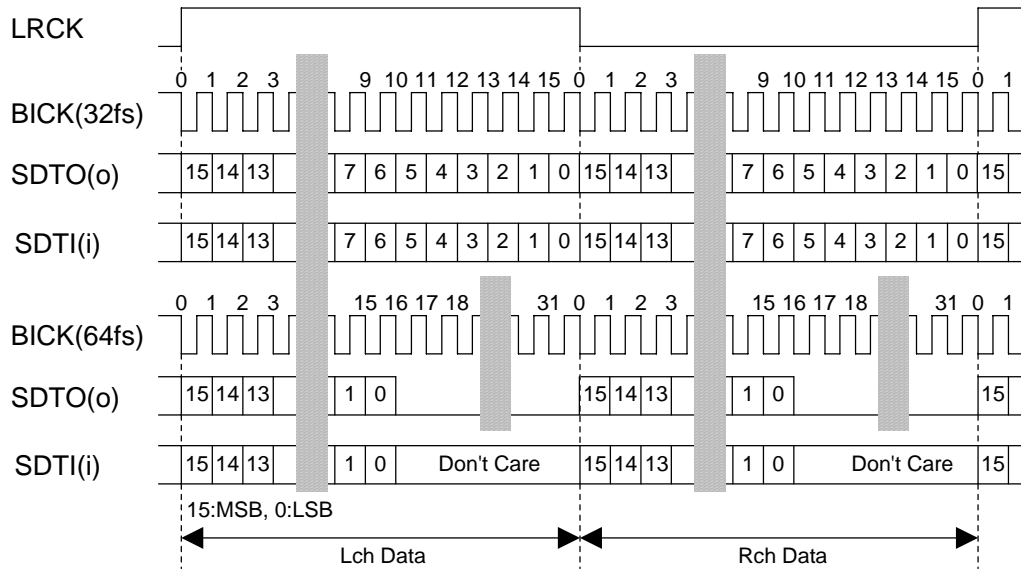 LRCK
0 1 2 3 9 10 11 12 13 14 15 0 1 2 3 9 10 11 12 13 14 15 0 1
BICK(32fs)
SDTO(o) 15 14 13 7 6 5 4 3 2 1 0 15 14 13 7 6 5 4 3 2 1 0 15
SDTI(i) 15 14 13 7 6 5 4 3 2 1 0 15 14 13 7 6 5 4 3 2 1 0 15
0 1 2 3 15 16 17 18 31 0 1 2 3 15 16 17 18 31 0 1
BICK(64fs)
SDTO(o) 15 14 13 1 0 15 14 13 1 0 15
SDTI(i) 15 14 13 1 0 Don't Care 15 14 13 1 0 Don't Care 15
15:MSB, 0:LSB
Lch Data Rch Data